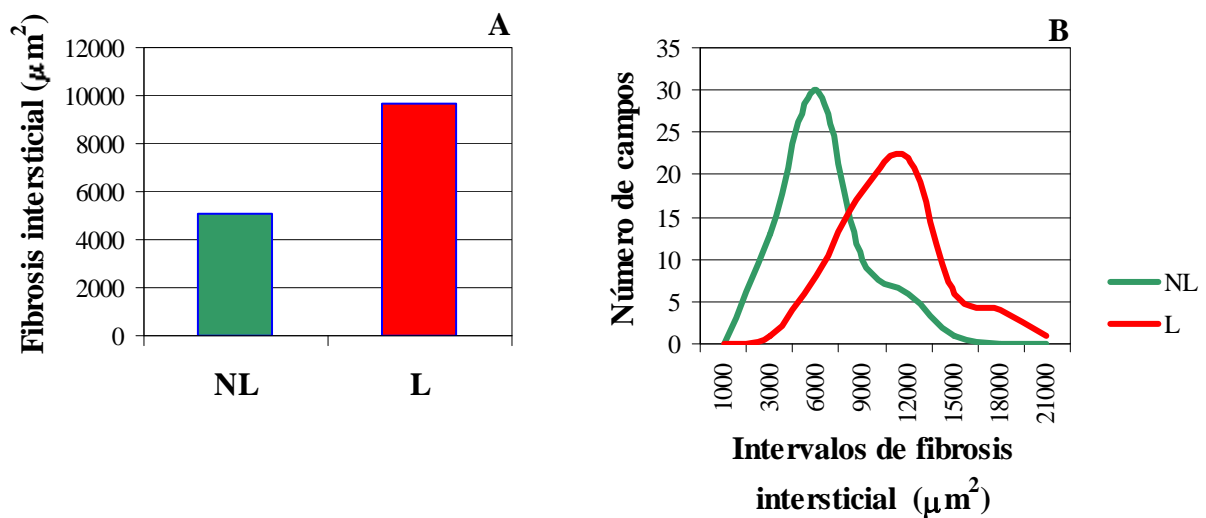 A
Fibrosis intersticial (µm²)
12000
10000
8000
6000
4000
2000
0
NL
L
B
Número de campos
35
30
25
20
15
10
5
0
1000
3000
6000
9000
12000
15000
18000
21000
Intervalos de fibrosis
intersticial (µm²)
NL
L